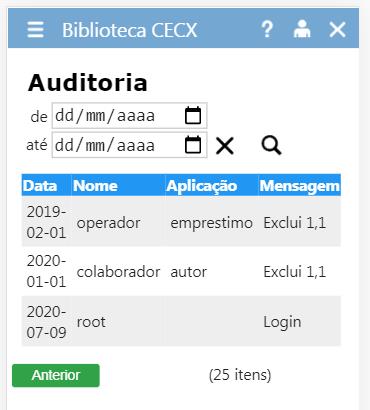 Biblioteca CECX ?
Auditoria
de dd/mm/aaaa
até dd/mm/aaaa
Data Nome Aplicação Mensagem
2019-
02-01 operador emprestimo Exclui 1,1
2020-
01-01 colaborador autor Exclui 1,1
2020-
07-09 root Login
Anterior (25 itens)